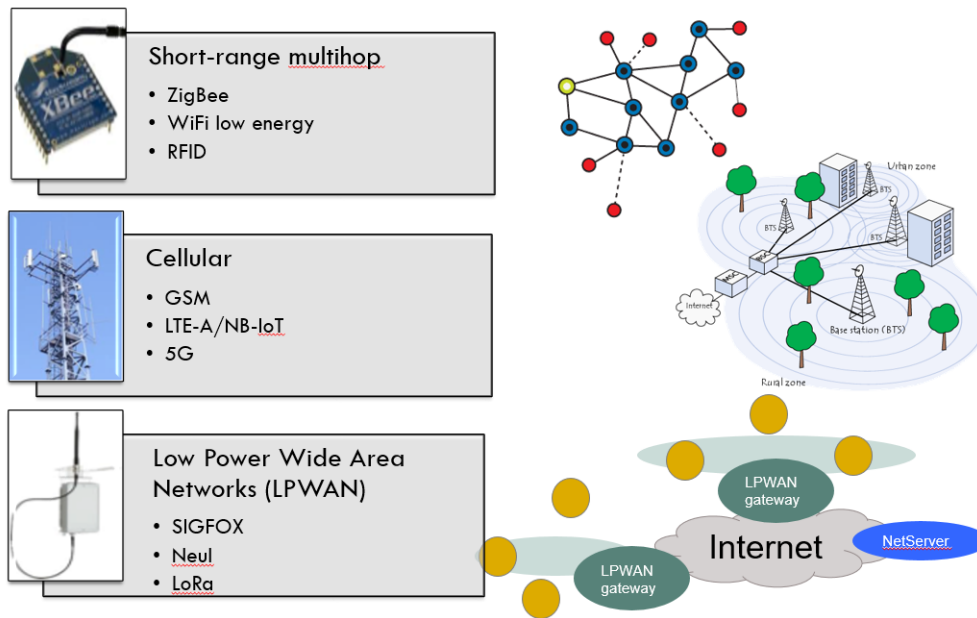 XBee
Short-range multihop
• ZigBee
• WiFi low energy
• RFID
Urban zone
BTS
BTS
BTS
MSC
Internet
Base station (BTS)
Rural zone
Cellular
• GSM
• LTE-A/NB-IoT
• 5G
Low Power Wide Area
Networks (LPWAN)
• SIGFOX
• Neul
• LoRa
LPWAN
gateway
Internet
NetServer
LPWAN
gateway